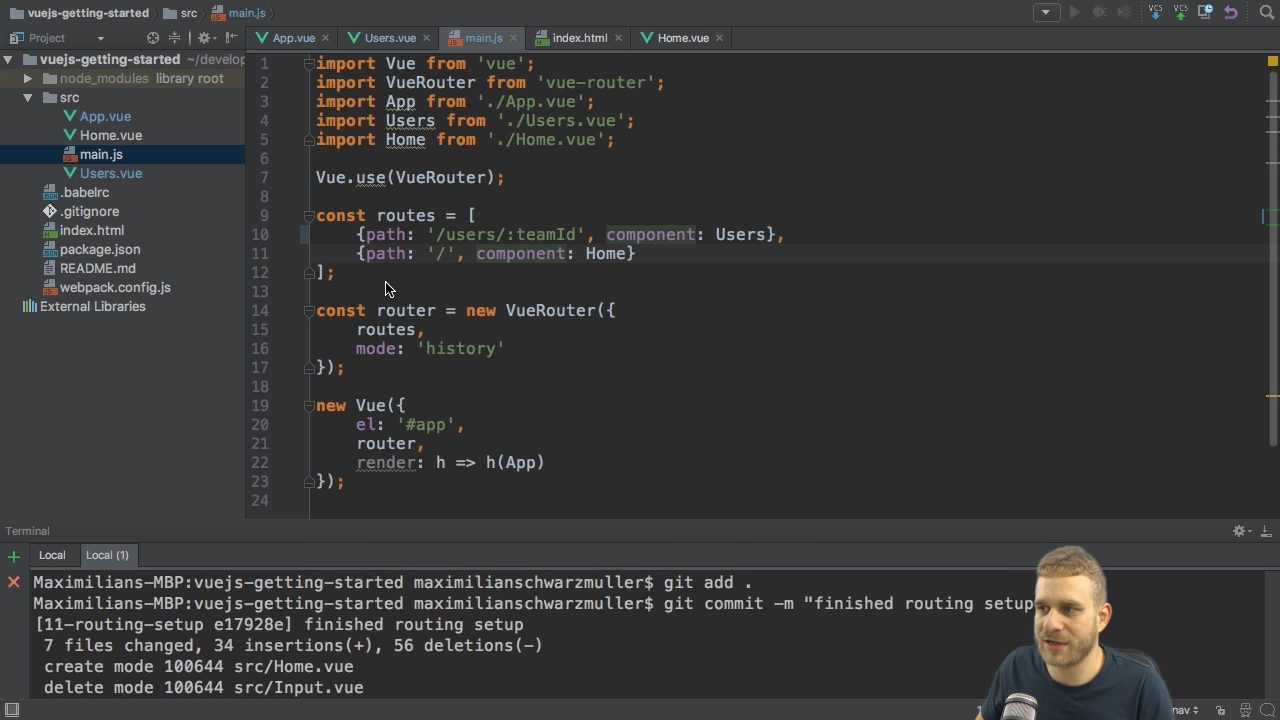 vuejs-getting-started src main.js
VCS VCS
Project
App.vue Users.vue main.js index.html Home.vue
vuejs-getting-started ~/develop
node_modules library root
src
App.vue
Home.vue
main.js
Users.vue
.babelrc
.gitignore
index.html
package.json
README.md
webpack.config.js
External Libraries
1 import Vue from 'vue';
2 import VueRouter from 'vue-router';
3 import App from './App.vue';
4 import Users from './Users.vue';
5 import Home from './Home.vue';
6
7 Vue.use(VueRouter);
8
9 const routes = [
10 {path: '/users/:teamId', component: Users},
11 {path: '/', component: Home}
12 ];
13
14 const router = new VueRouter({
15 routes,
16 mode: 'history'
17 });
18
19 new Vue({
20 el: '#app',
21 router,
22 render: h => h(App)
23 });
24
Terminal
Local Local (1)
Maximilians-MBP:vuejs-getting-started maximilianschwarzmuller$ git add .
Maximilians-MBP:vuejs-getting-started maximilianschwarzmuller$ git commit -m "finished routing setup
[11-routing-setup e17928e] finished routing setup
7 files changed, 34 insertions(+), 56 deletions(-)
create mode 100644 src/Home.vue
delete mode 100644 src/Input.vue